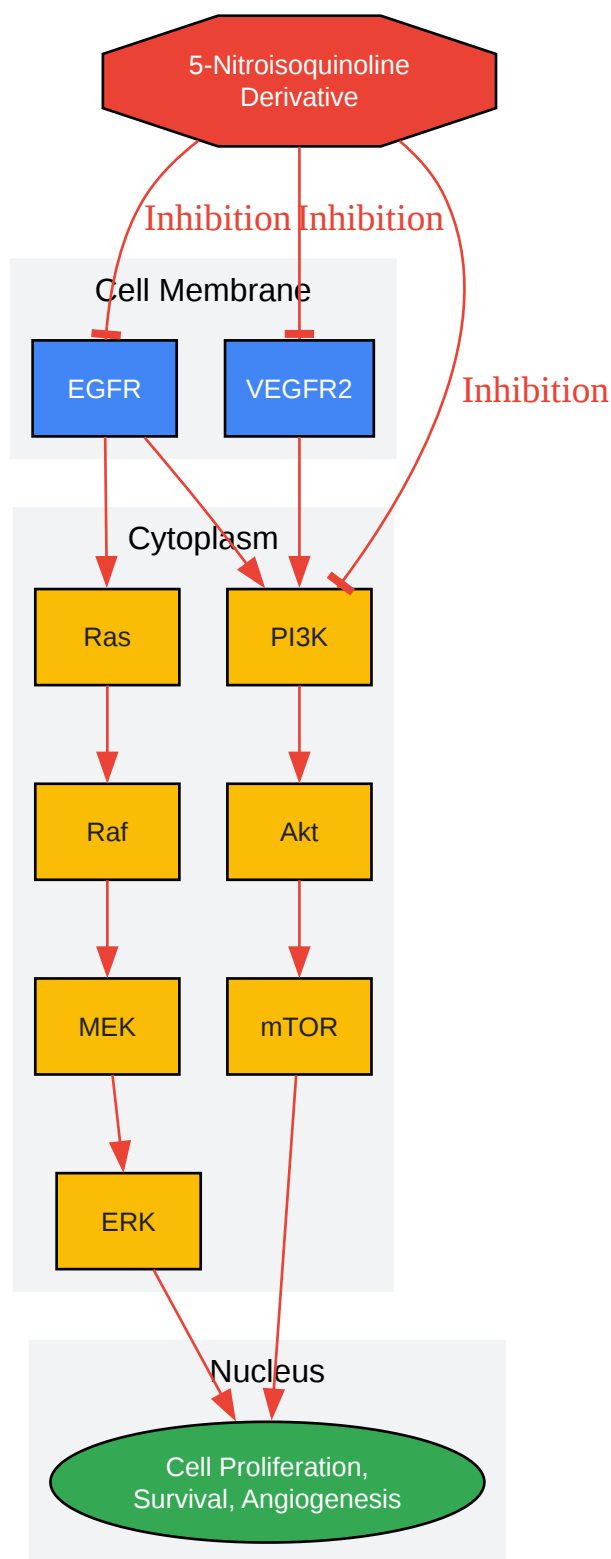 5-Nitroisoquinoline
Derivative
Inhibition
Inhibition
Cell Membrane
EGFR
VEGFR2
Inhibition
Cytoplasm
Ras
PI3K
Raf
Akt
MEK
mTOR
ERK
Nucleus
Cell Proliferation,
Survival, Angiogenesis